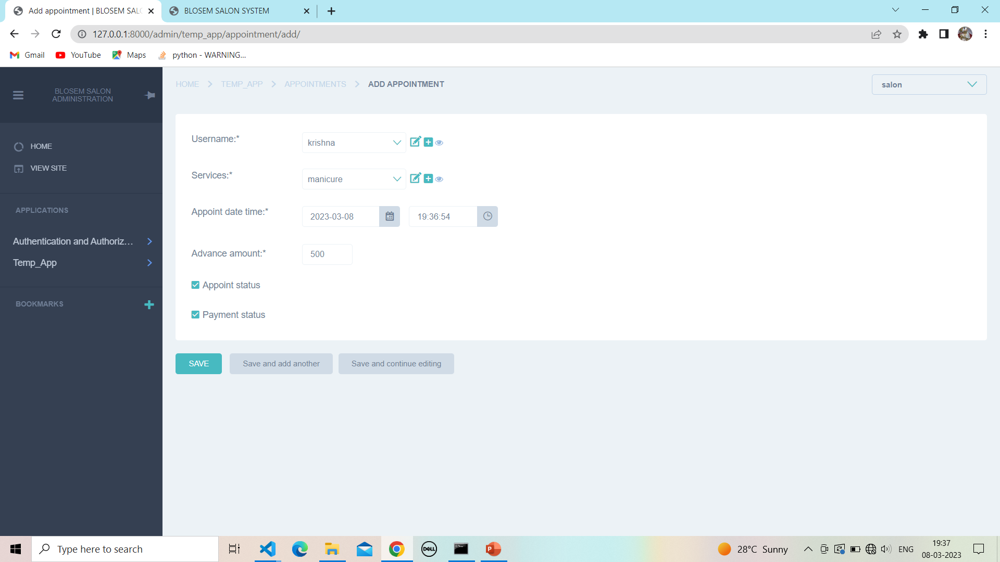 Add appointment | BLOSEM SAL
BLOSEM SALON SYSTEM
127.0.0.1:8000/admin/temp_app/appointment/add/
Gmail
YouTube
Maps
python - WARNING...
BLOSEM SALON
ADMINISTRATION
HOME
VIEW SITE
APPLICATIONS
Authentication and Authoriz...
Temp_App
BOOKMARKS
HOME > TEMP_APP > APPOINTMENTS > ADD APPOINTMENT
salon
Username:* krishna
Services:* manicure
Appoint date time:* 2023-03-08 19:36:54
Advance amount:* 500
Appoint status
Payment status
SAVE
Save and add another
Save and continue editing
Type here to search
DELL
28°C Sunny
ENG
19:37
08-03-2023